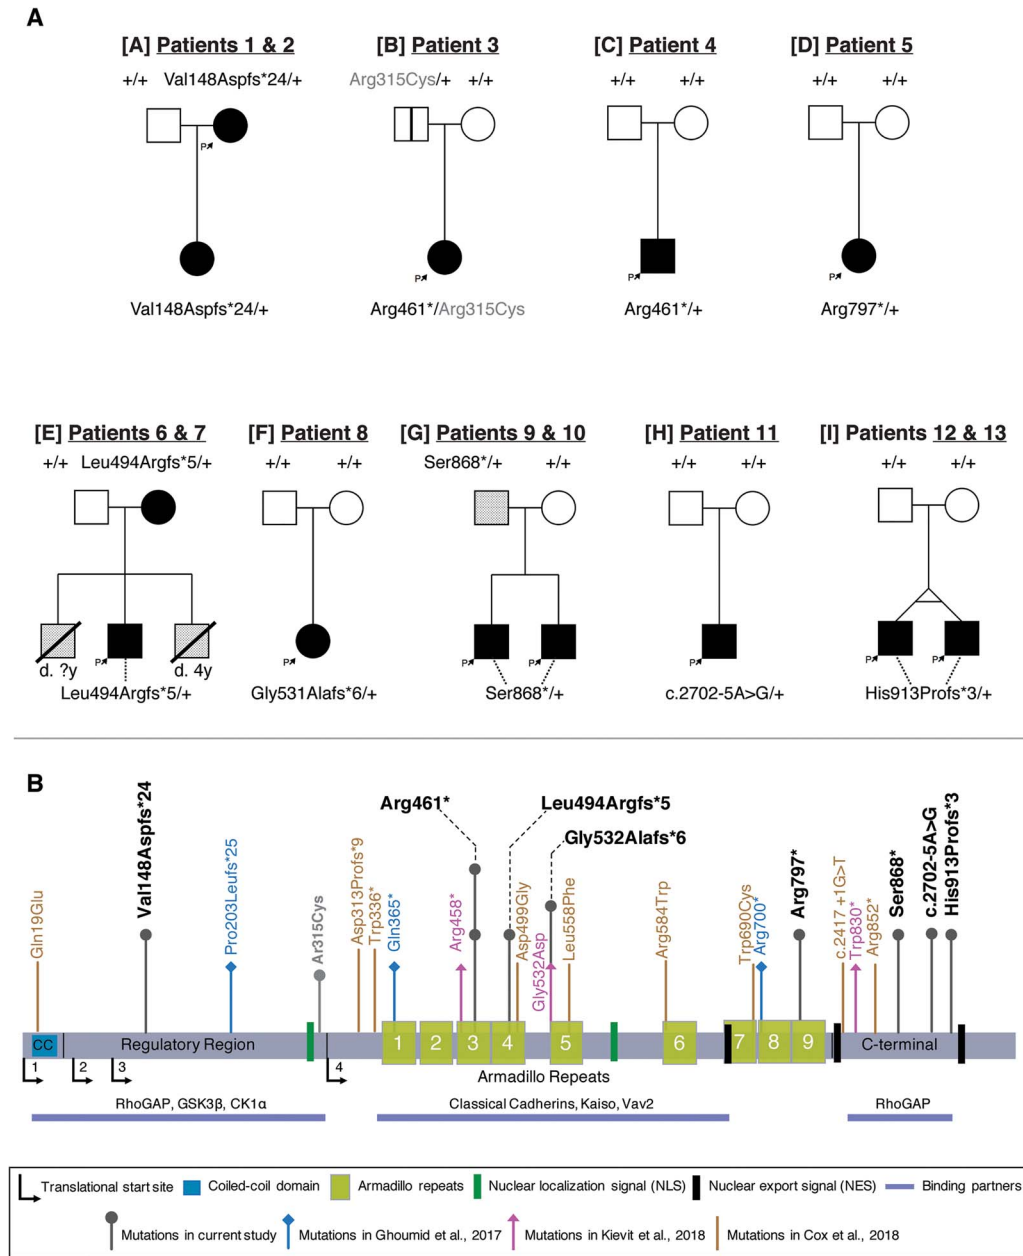 A
[A] Patients 1 & 2
[B] Patient 3
[C] Patient 4
[D] Patient 5
+/+ Val148Aspfs*24/+
Arg315Cys/+ +/+
+/+ +/+
+/+ +/+
P
P
P
P
Val148Aspfs*24/+
Arg461*/Arg315Cys
Arg461*/+
Arg797*/+
[E] Patients 6 & 7
[F] Patient 8
[G] Patients 9 & 10
[H] Patient 11
[I] Patients 12 & 13
+/+ Leu494Argfs*5/+
+/+ +/+
Ser868*/+ +/+
+/+ +/+
+/+ +/+
P
P
P
P
P
P
P
d. ?y
d. 4y
Leu494Argfs*5/+
Gly531Alafs*6/+
Ser868*/+
c.2702-5A>G/+
His913Profs*3/+
B
Gln19Glu
Val148Aspfs*24
Pro203Leufs*25
Ar315Cys
Asp313Profs*9
Trp336*
Gln365*
Arg461*
Arg458*
Leu494Argfs*5
Asp499Gly
Gly532Alafs*6
Gly532Asp
Leu558Phe
Arg584Trp
Trp690Cys
Arg700*
Arg797*
c.2417 +1G>T
Trp830*
Arg852*
Ser868*
c.2702-5A>G
His913Profs*3
CC
Regulatory Region
1 2 3 4 5 6 7 8 9
C-terminal
1 2 3 4
Armadillo Repeats
RhoGAP, GSK3β, CK1α
Classical Cadherins, Kaiso, Vav2
RhoGAP
Translational start site
Coiled-coil domain
Armadillo repeats
Nuclear localization signal (NLS)
Nuclear export signal (NES)
Binding partners
Mutations in current study
Mutations in Ghoumid et al., 2017
Mutations in Kievit et al., 2018
Mutations in Cox et al., 2018